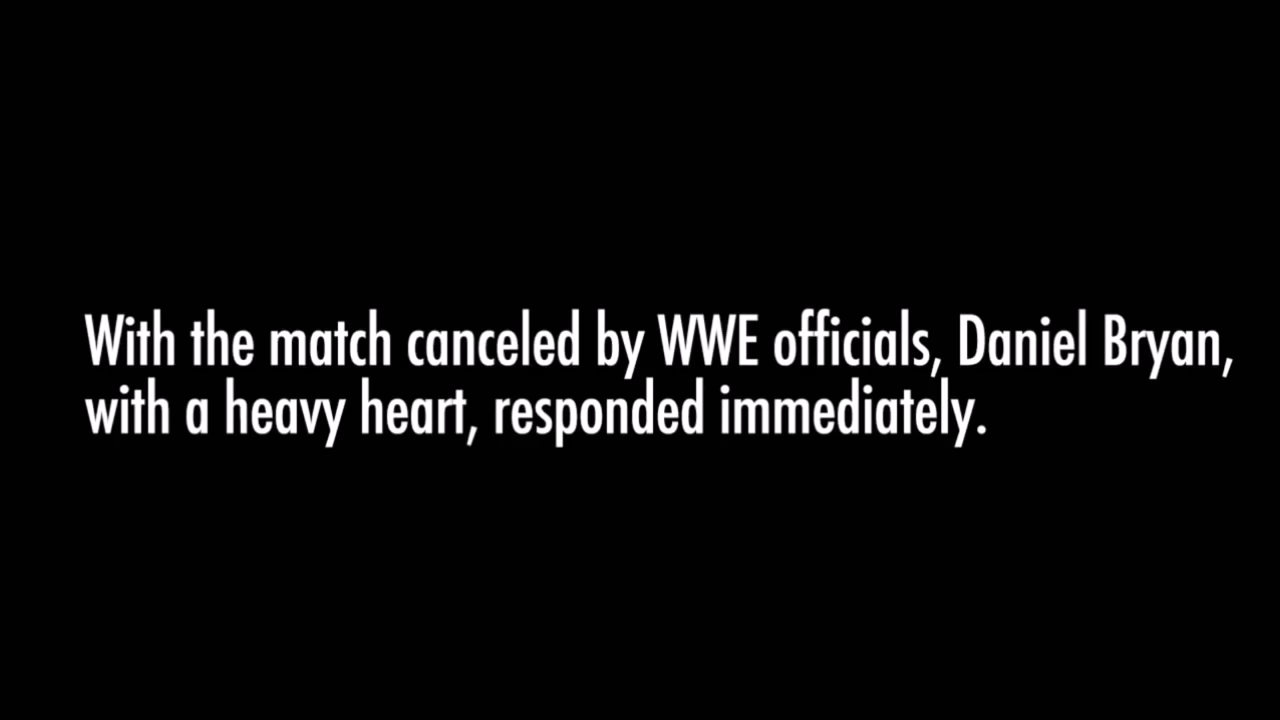 With the match canceled by WWE officials, Daniel Bryan,
with a heavy heart, responded immediately.